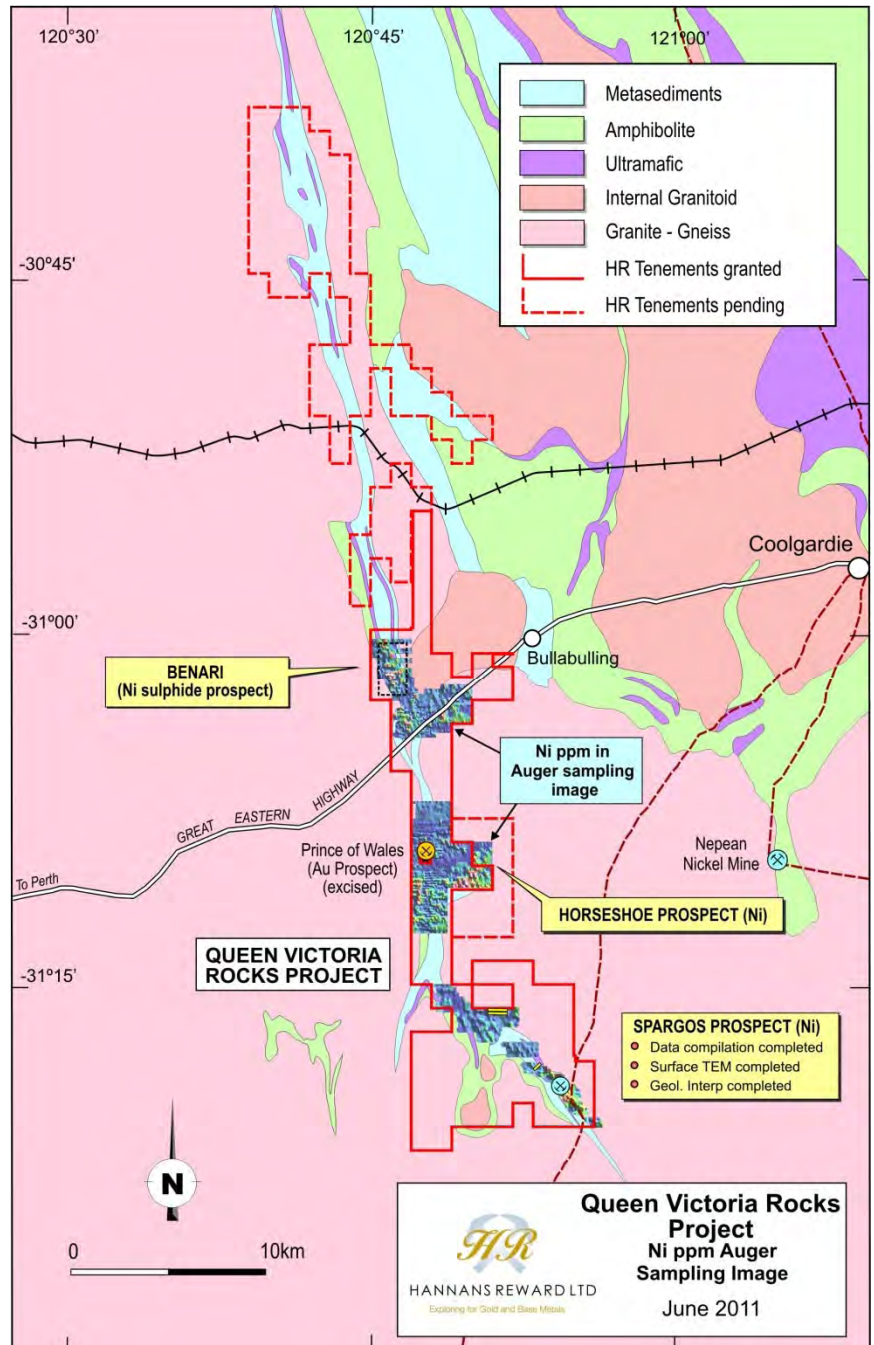 120°30'
120°45'
121°00'
Metasediments
Amphibolite
Ultramafic
Internal Granitoid
Granite - Gneiss
HR Tenements granted
HR Tenements pending
-30°45'
Coolgardie
-31°00'
Bullabulling
BENARI
(Ni sulphide prospect)
Ni ppm in
Auger sampling
image
GREAT EASTERN HIGHWAY
To Perth
Prince of Wales
(Au Prospect)
(excised)
Nepean
Nickel Mine
HORSESHOE PROSPECT (Ni)
QUEEN VICTORIA
ROCKS PROJECT
-31°15'
SPARGOS PROSPECT (Ni)
Data compilation completed
Surface TEM completed
Geol. Interp completed
N
0 10km
HR
HANNANS REWARD LTD
Exploring for Gold and Base Metals
Queen Victoria Rocks
Project
Ni ppm Auger
Sampling Image
June 2011